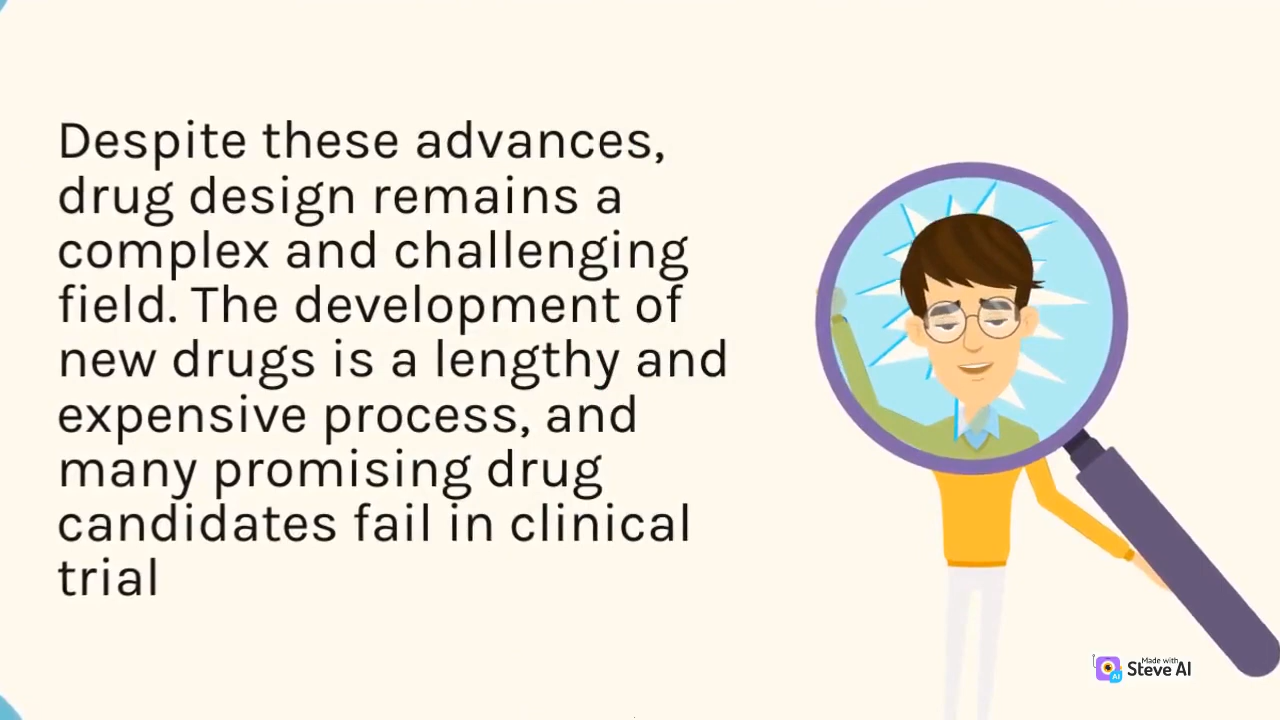 Despite these advances,
drug design remains a
complex and challenging
field. The development of
new drugs is a lengthy and
expensive process, and
many promising drug
candidates fail in clinical
trial
Made with
Steve AI
AI